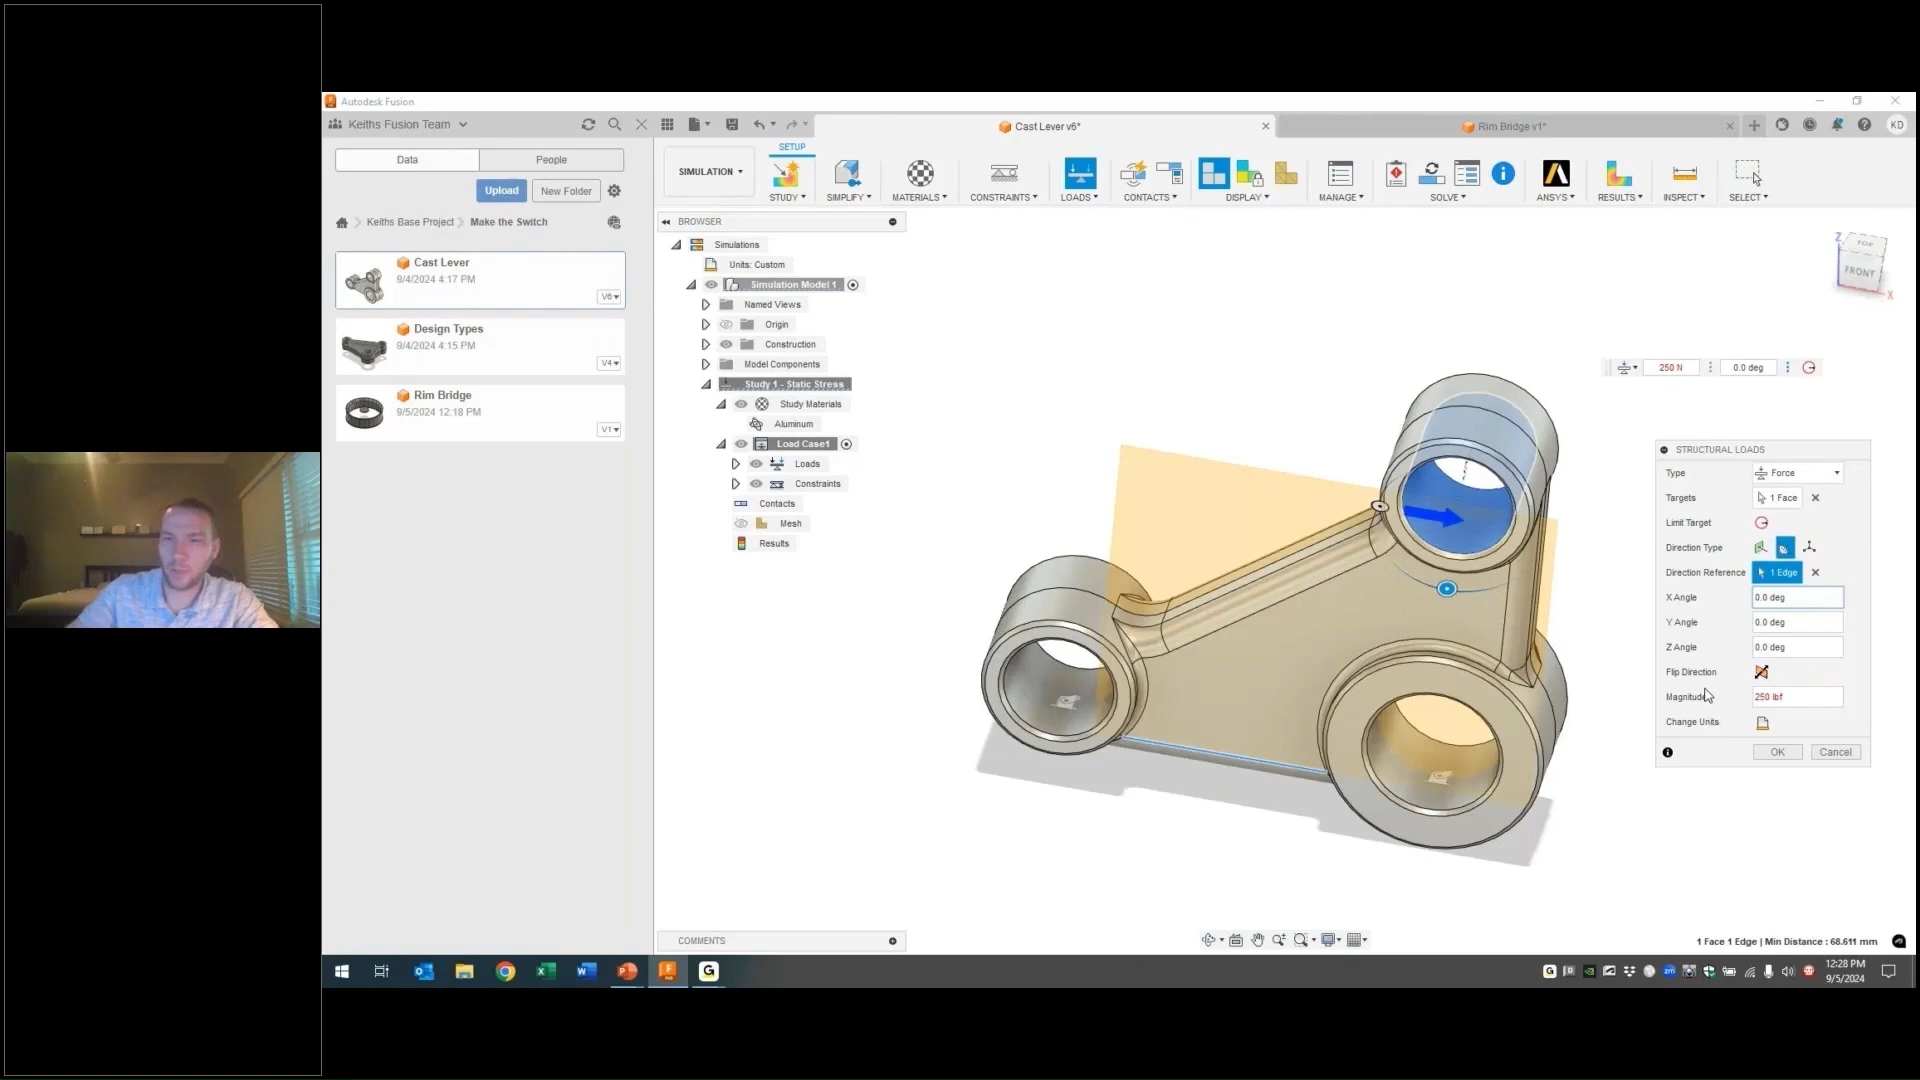 Autodesk Fusion
Keiths Fusion Team
Cast Lever v6*
Rim Bridge v1*
KD
Data
People
Upload
New Folder
Keiths Base Project
Make the Switch
Cast Lever
9/4/2024 4:17 PM
V6
Design Types
9/4/2024 4:15 PM
V4
Rim Bridge
9/5/2024 12:18 PM
V1
SETUP
SIMULATION
STUDY
SIMPLIFY
MATERIALS
CONSTRAINTS
LOADS
CONTACTS
DISPLAY
MANAGE
SOLVE
ANSYS
RESULTS
INSPECT
SELECT
BROWSER
Simulations
Units: Custom
Simulation Model 1
Named Views
Origin
Construction
Model Components
Study 1 - Static Stress
Study Materials
Aluminum
Load Case1
Loads
Constraints
Contacts
Mesh
Results
Z
TOP
FRONT
X
250 N
0.0 deg
STRUCTURAL LOADS
Type
Force
Targets
1 Face
Limit Target
Direction Type
Direction Reference
1 Edge
X Angle
0.0 deg
Y Angle
0.0 deg
Z Angle
0.0 deg
Flip Direction
Magnitude
250 lbf
Change Units
OK
Cancel
COMMENTS
1 Face 1 Edge | Min Distance : 68.611 mm
12:28 PM
9/5/2024